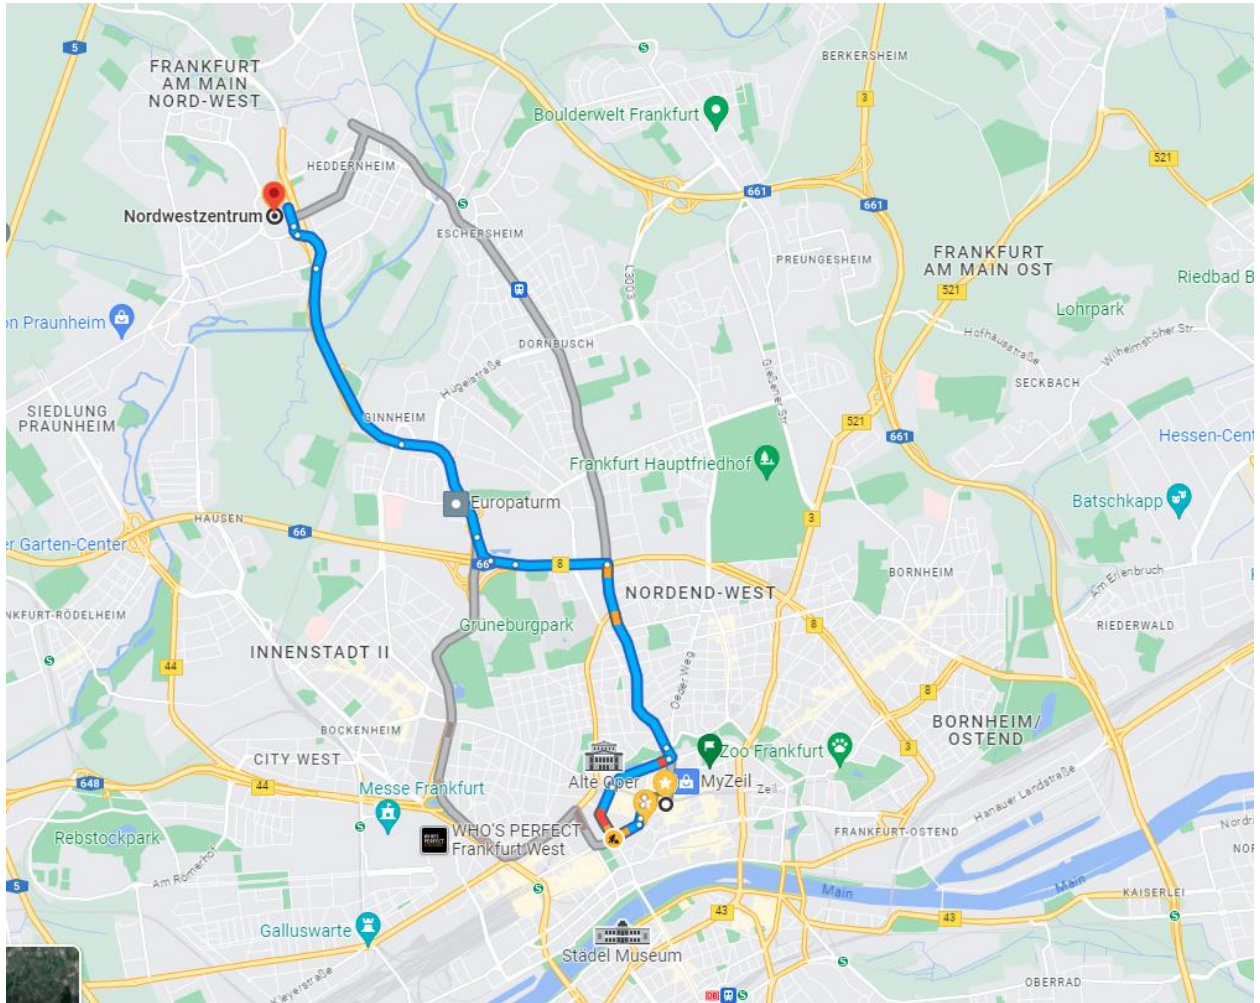 5
FRANKFURT
AM MAIN
NORD-WEST
BERKERSHEIM
3
Boulderwelt Frankfurt
521
HEDDERNHEIM
661
661
Nordwestzentrum
ESCHERSHEIM
FRANKFURT
AM MAIN OST
PREUNGESHEIM
L3003
Riedbad B
521
Lohrpark
on Praunheim
Hofhausstraße
Wilhelmshöher Str.
DORNBUSCH
Hügelstraße
Gießener Str.
SECKBACH
SIEDLUNG
PRAUNHEIM
GINNHEIM
521
661
Hessen-Cent
Frankfurt Hauptfriedhof
Europaturm
Batschkapp
HAUSEN
66
3
er Garten-Center
66
8
BORNHEIM
Am Erlenbruch
NORDEND-WEST
NKFURT-RÖDELHEIM
Grüneburgpark
8
RIEDERWALD
INNENSTADT II
44
Oeder Weg
8
BORNHEIM/
OSTEND
BOCKENHEIM
3
CITY WEST
Zoo Frankfurt
Alte Oper
MyZeil
Zeil
648
44
Messe Frankfurt
Hanauer Landstraße
WHO'S PERFECT
Frankfurt West
FRANKFURT-OSTEND
Rebstockpark
Am Römerhof
5
Main
Main
KAISERLEI
43
43
Galluswarte
Städel Museum
Kleyerstraße
OBERRAD
DB